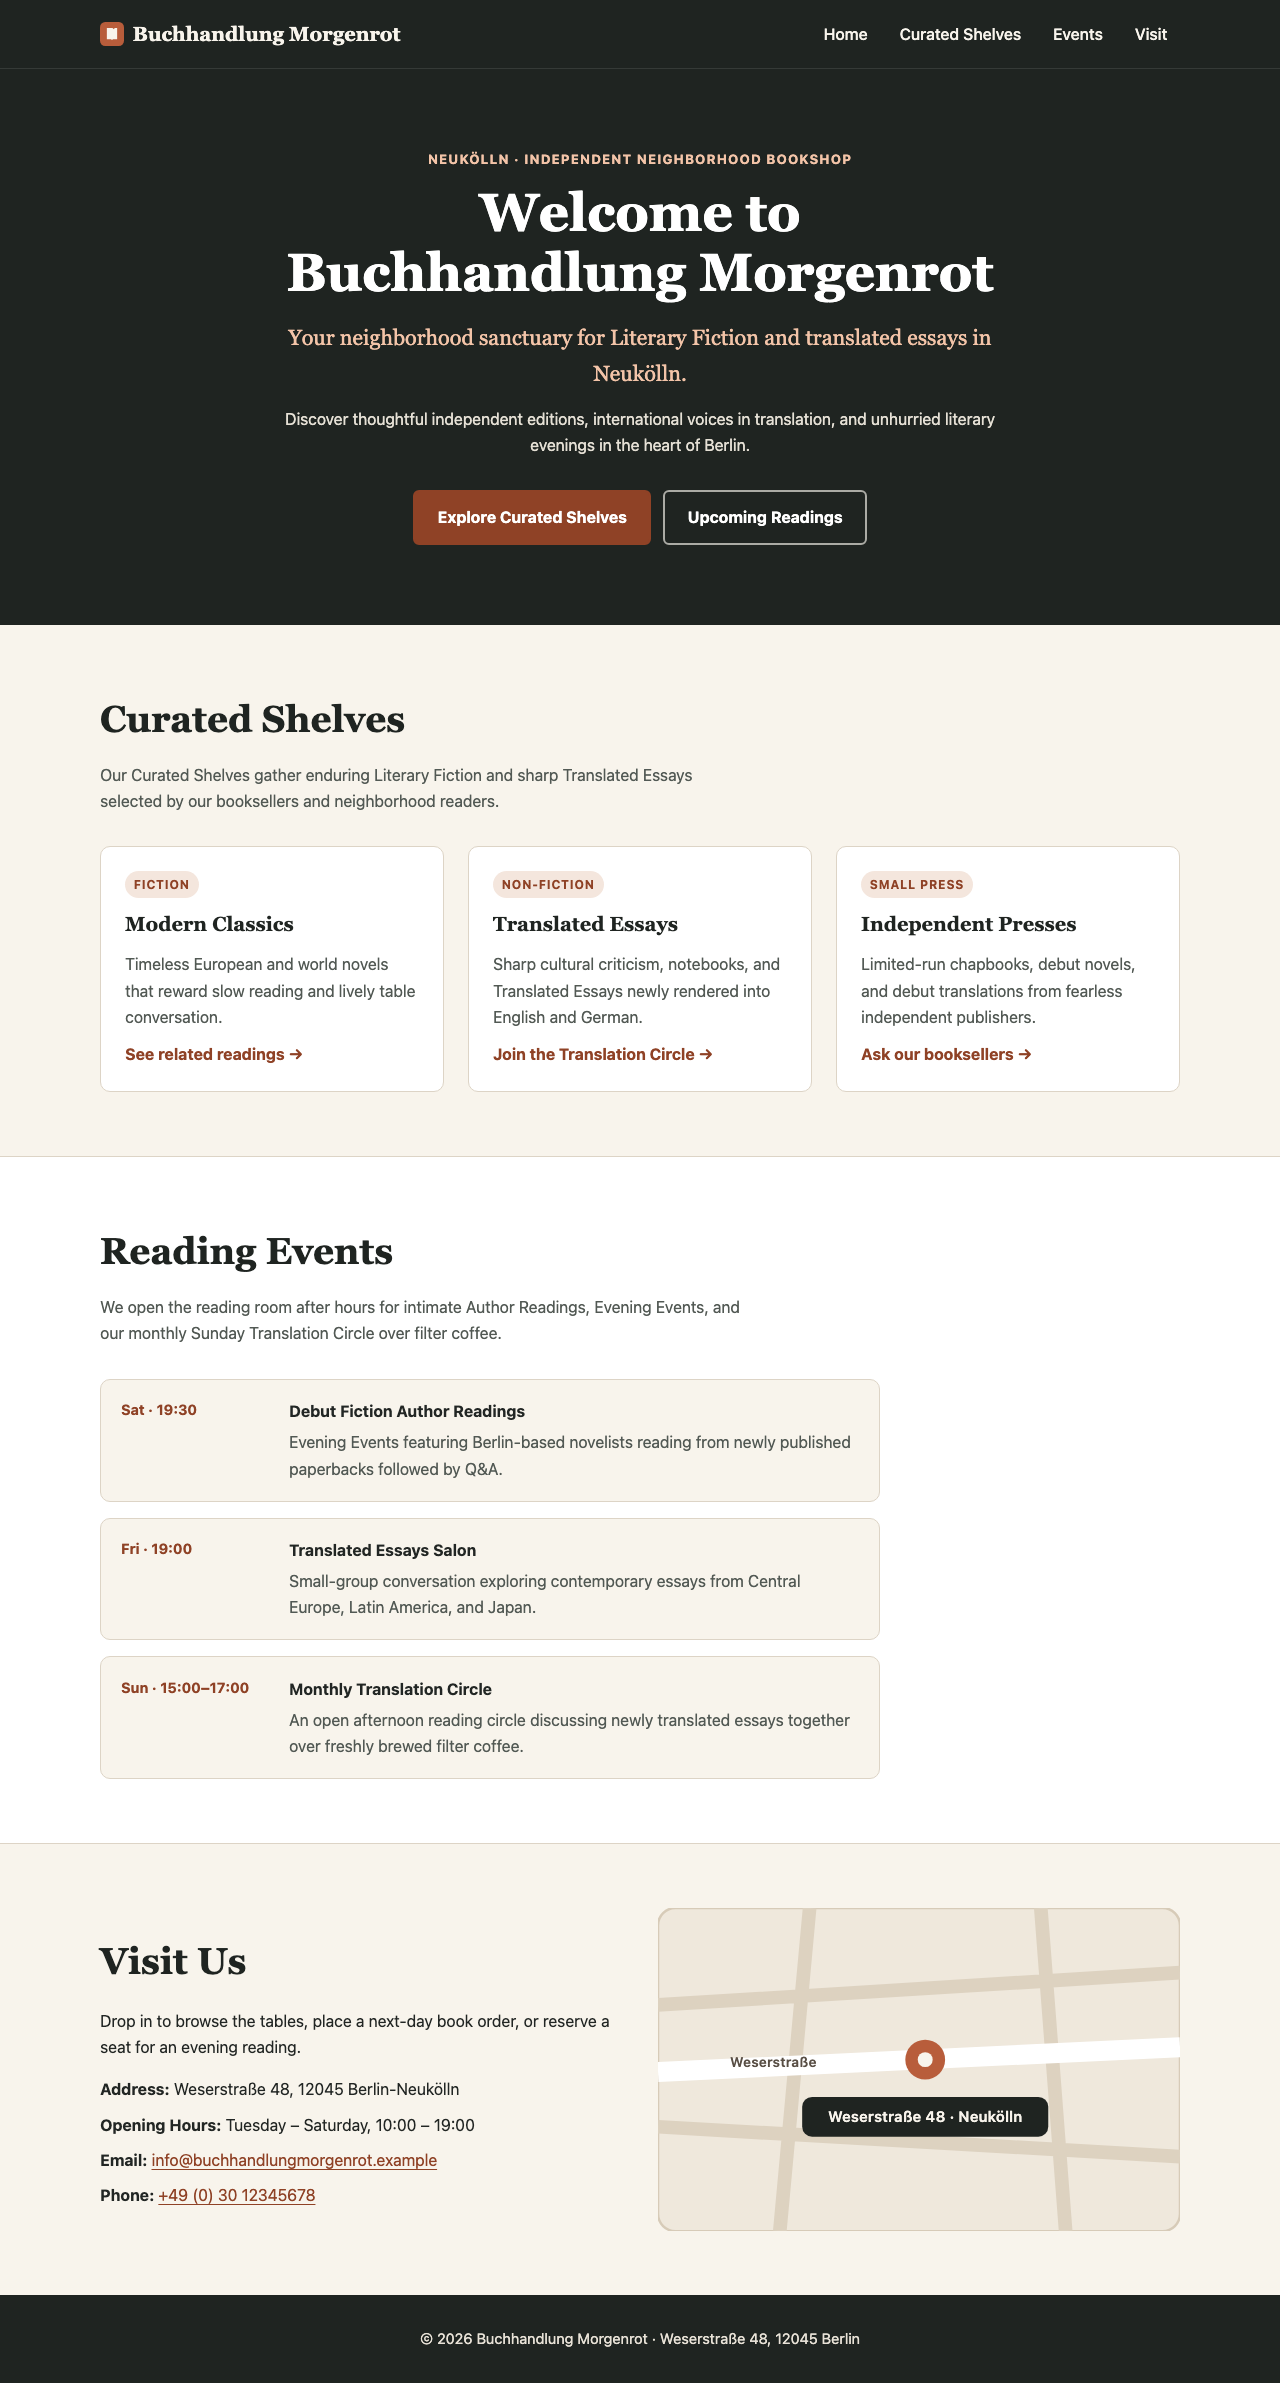 Buchhandlung Morgenrot
Home
Curated Shelves
Events
Visit
NEUKÖLLN · INDEPENDENT NEIGHBORHOOD BOOKSHOP
Welcome to
Buchhandlung Morgenrot
Your neighborhood sanctuary for Literary Fiction and translated essays in
Neukölln.
Discover thoughtful independent editions, international voices in translation, and unhurried literary
evenings in the heart of Berlin.
Explore Curated Shelves
Upcoming Readings
Curated Shelves
Our Curated Shelves gather enduring Literary Fiction and sharp Translated Essays
selected by our booksellers and neighborhood readers.
FICTION
Modern Classics
Timeless European and world novels
that reward slow reading and lively table
conversation.
See related readings →
NON-FICTION
Translated Essays
Sharp cultural criticism, notebooks, and
Translated Essays newly rendered into
English and German.
Join the Translation Circle →
SMALL PRESS
Independent Presses
Limited-run chapbooks, debut novels,
and debut translations from fearless
independent publishers.
Ask our booksellers →
Reading Events
We open the reading room after hours for intimate Author Readings, Evening Events, and
our monthly Sunday Translation Circle over filter coffee.
Sat · 19:30
Debut Fiction Author Readings
Evening Events featuring Berlin-based novelists reading from newly published
paperbacks followed by Q&A.
Fri · 19:00
Translated Essays Salon
Small-group conversation exploring contemporary essays from Central
Europe, Latin America, and Japan.
Sun · 15:00–17:00
Monthly Translation Circle
An open afternoon reading circle discussing newly translated essays together
over freshly brewed filter coffee.
Visit Us
Drop in to browse the tables, place a next-day book order, or reserve a
seat for an evening reading.
Address: Weserstraße 48, 12045 Berlin-Neukölln
Opening Hours: Tuesday – Saturday, 10:00 – 19:00
Email: info@buchhandlungmorgenrot.example
Phone: +49 (0) 30 12345678
Weserstraße
Weserstraße 48 · Neukölln
© 2026 Buchhandlung Morgenrot · Weserstraße 48, 12045 Berlin